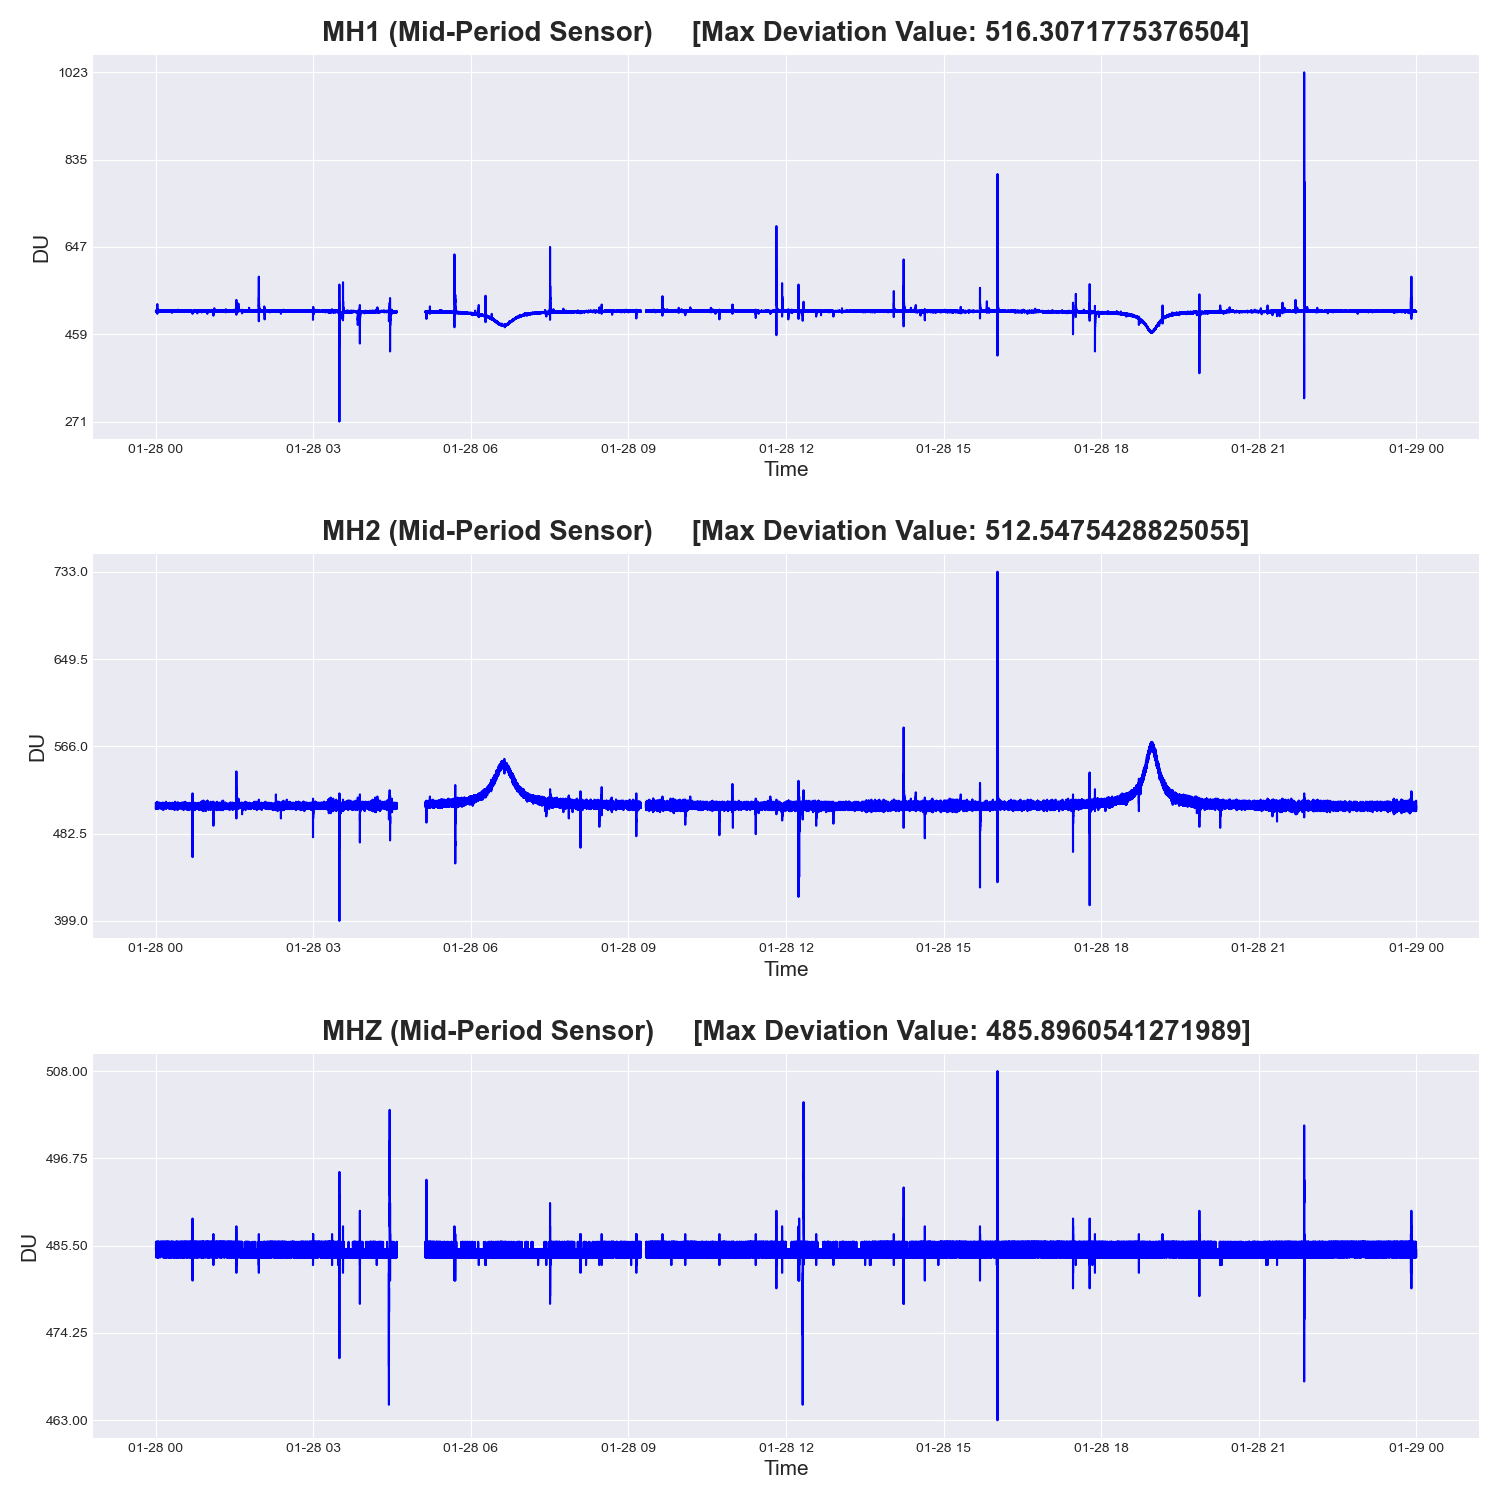 MH1 (Mid-Period Sensor) [Max Deviation Value: 516.3071775376504]
1023
835
647
459
271
DU
01-28 00 01-28 03 01-28 06 01-28 09 01-28 12 01-28 15 01-28 18 01-28 21 01-29 00
Time
MH2 (Mid-Period Sensor) [Max Deviation Value: 512.5475428825055]
733.0
649.5
566.0
482.5
399.0
DU
01-28 00 01-28 03 01-28 06 01-28 09 01-28 12 01-28 15 01-28 18 01-28 21 01-29 00
Time
MHZ (Mid-Period Sensor) [Max Deviation Value: 485.8960541271989]
508.00
496.75
485.50
474.25
463.00
DU
01-28 00 01-28 03 01-28 06 01-28 09 01-28 12 01-28 15 01-28 18 01-28 21 01-29 00
Time